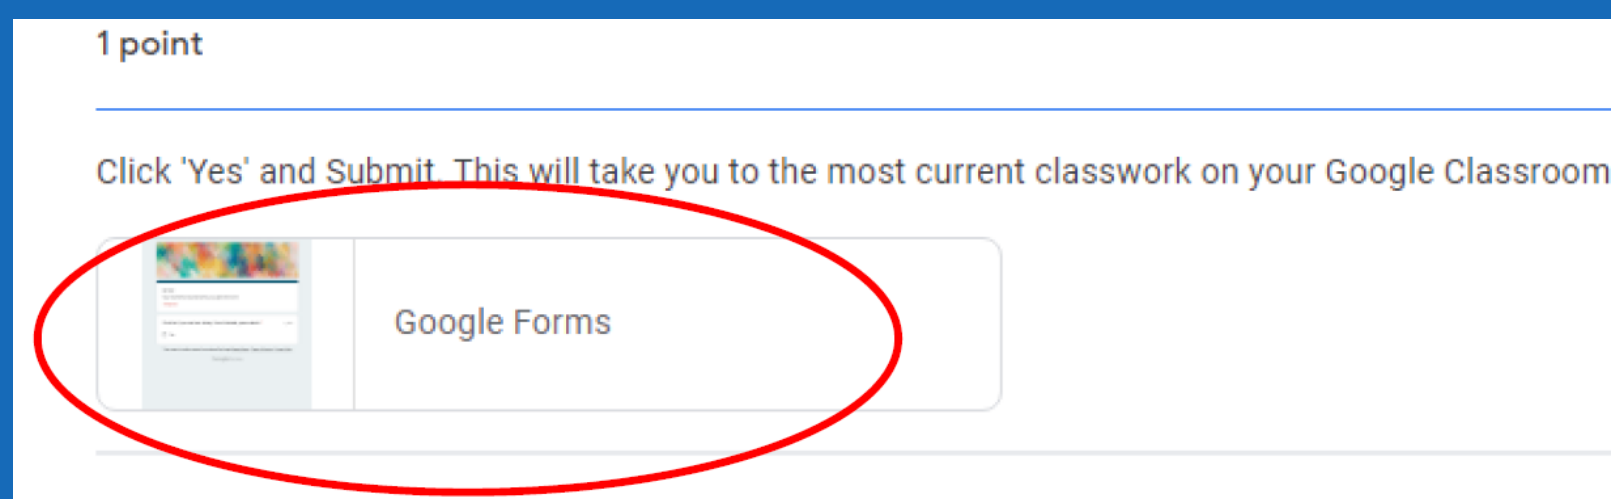 1 point
Click 'Yes' and Submit. This will take you to the most current classwork on your Google Classroom
Google Forms